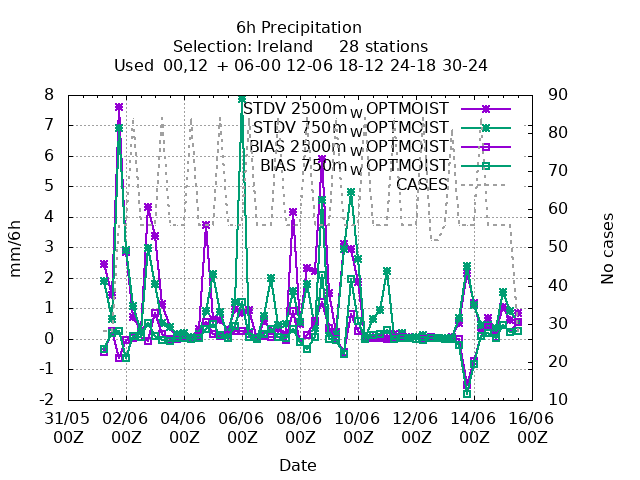 6h Precipitation
Selection: Ireland 28 stations
Used 00,12 + 06-00 12-06 18-12 24-18 30-24
STDV 2500m w OPTMOIST
STDV 750m w OPTMOIST
BIAS 2500m w OPTMOIST
BIAS 750m w OPTMOIST
CASES
8
7
6
5
4
3
2
1
0
-1
-2
mm/6h
90
80
70
60
50
40
30
20
10
No cases
31/05 02/06 04/06 06/06 08/06 10/06 12/06 14/06 16/06
00Z 00Z 00Z 00Z 00Z 00Z 00Z 00Z 00Z
Date